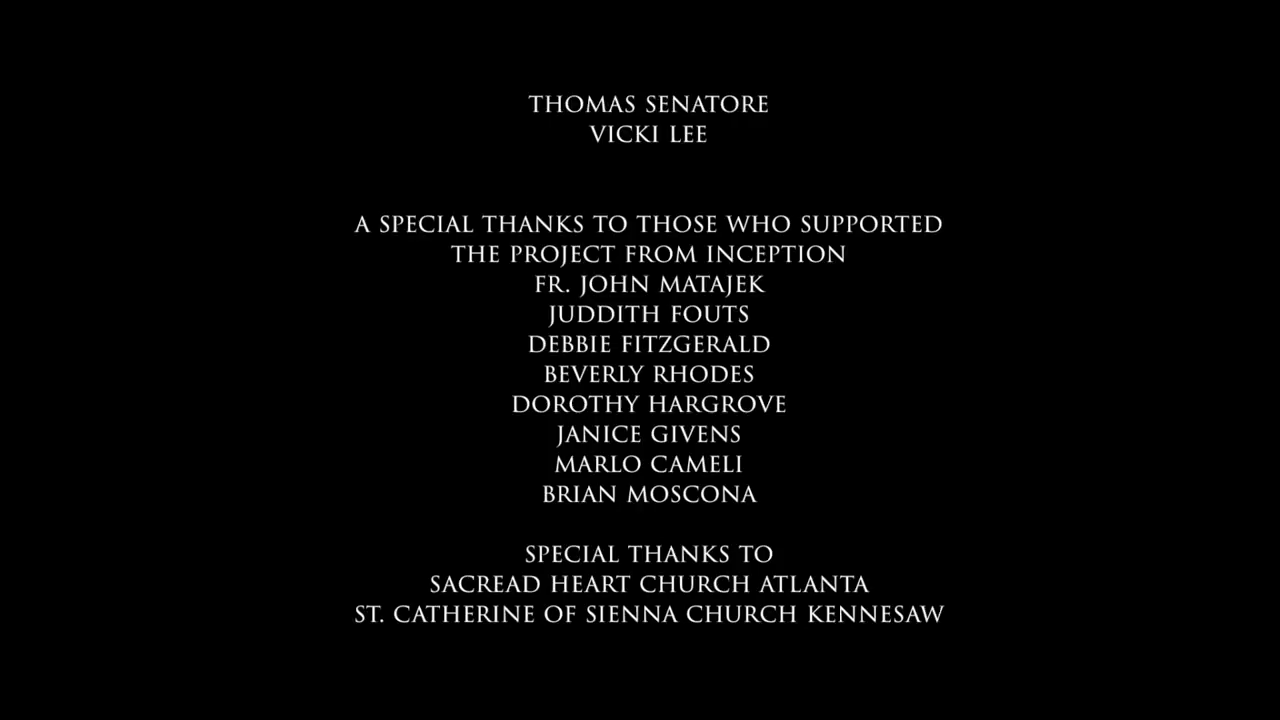 THOMAS SENATORE
VICKI LEE
A SPECIAL THANKS TO THOSE WHO SUPPORTED
THE PROJECT FROM INCEPTION
FR. JOHN MATAJEK
JUDDITH FOUTS
DEBBIE FITZGERALD
BEVERLY RHODES
DOROTHY HARGROVE
JANICE GIVENS
MARLO CAMELI
BRIAN MOSCONA
SPECIAL THANKS TO
SACREAD HEART CHURCH ATLANTA
ST. CATHERINE OF SIENNA CHURCH KENNESAW